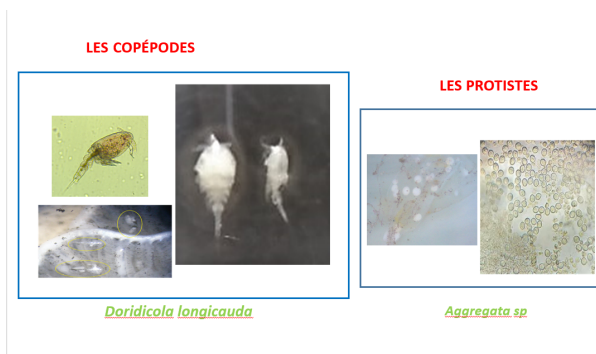 LES COPÉPODES
LES PROTISTES
Doridicola longicauda
Aggregata sp